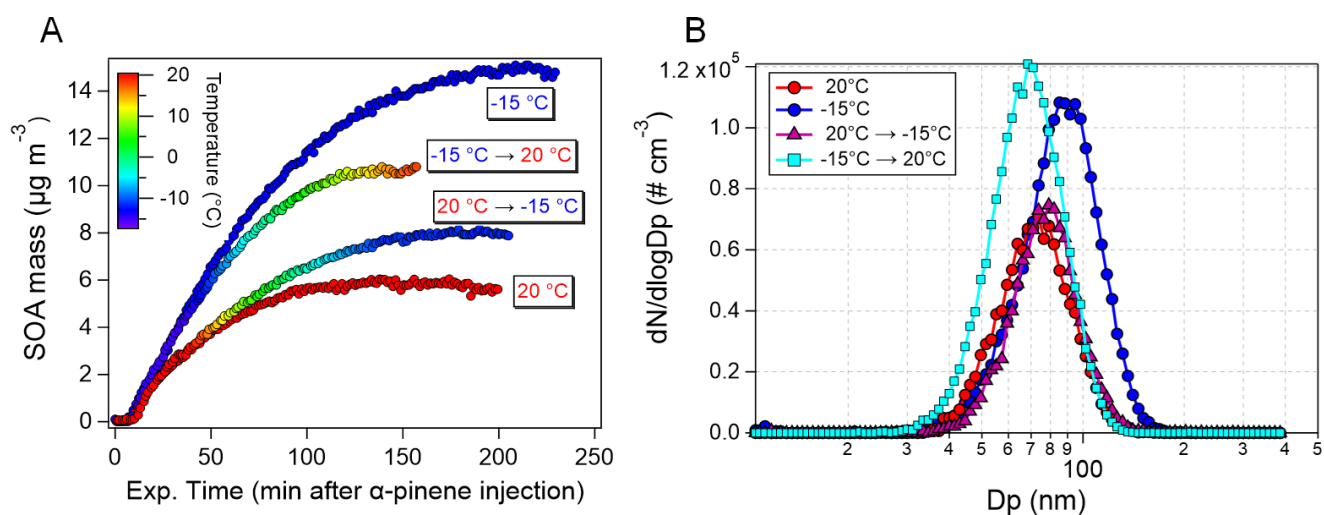 A
SOA mass (µg m⁻³)
14
12
10
8
6
4
2
0
20
10
0
-10
Temperature (°C)
-15 °C
-15 °C → 20 °C
20 °C → -15 °C
20 °C
0
50
100
150
200
250
Exp. Time (min after α-pinene injection)
B
dN/dlogDp (# cm⁻³)
1.2 x10⁵
1.0
0.8
0.6
0.4
0.2
0.0
20°C
-15°C
20°C → -15°C
-15°C → 20°C
2
3
4
5
6
7
8
9
100
2
3
4
5
Dp (nm)